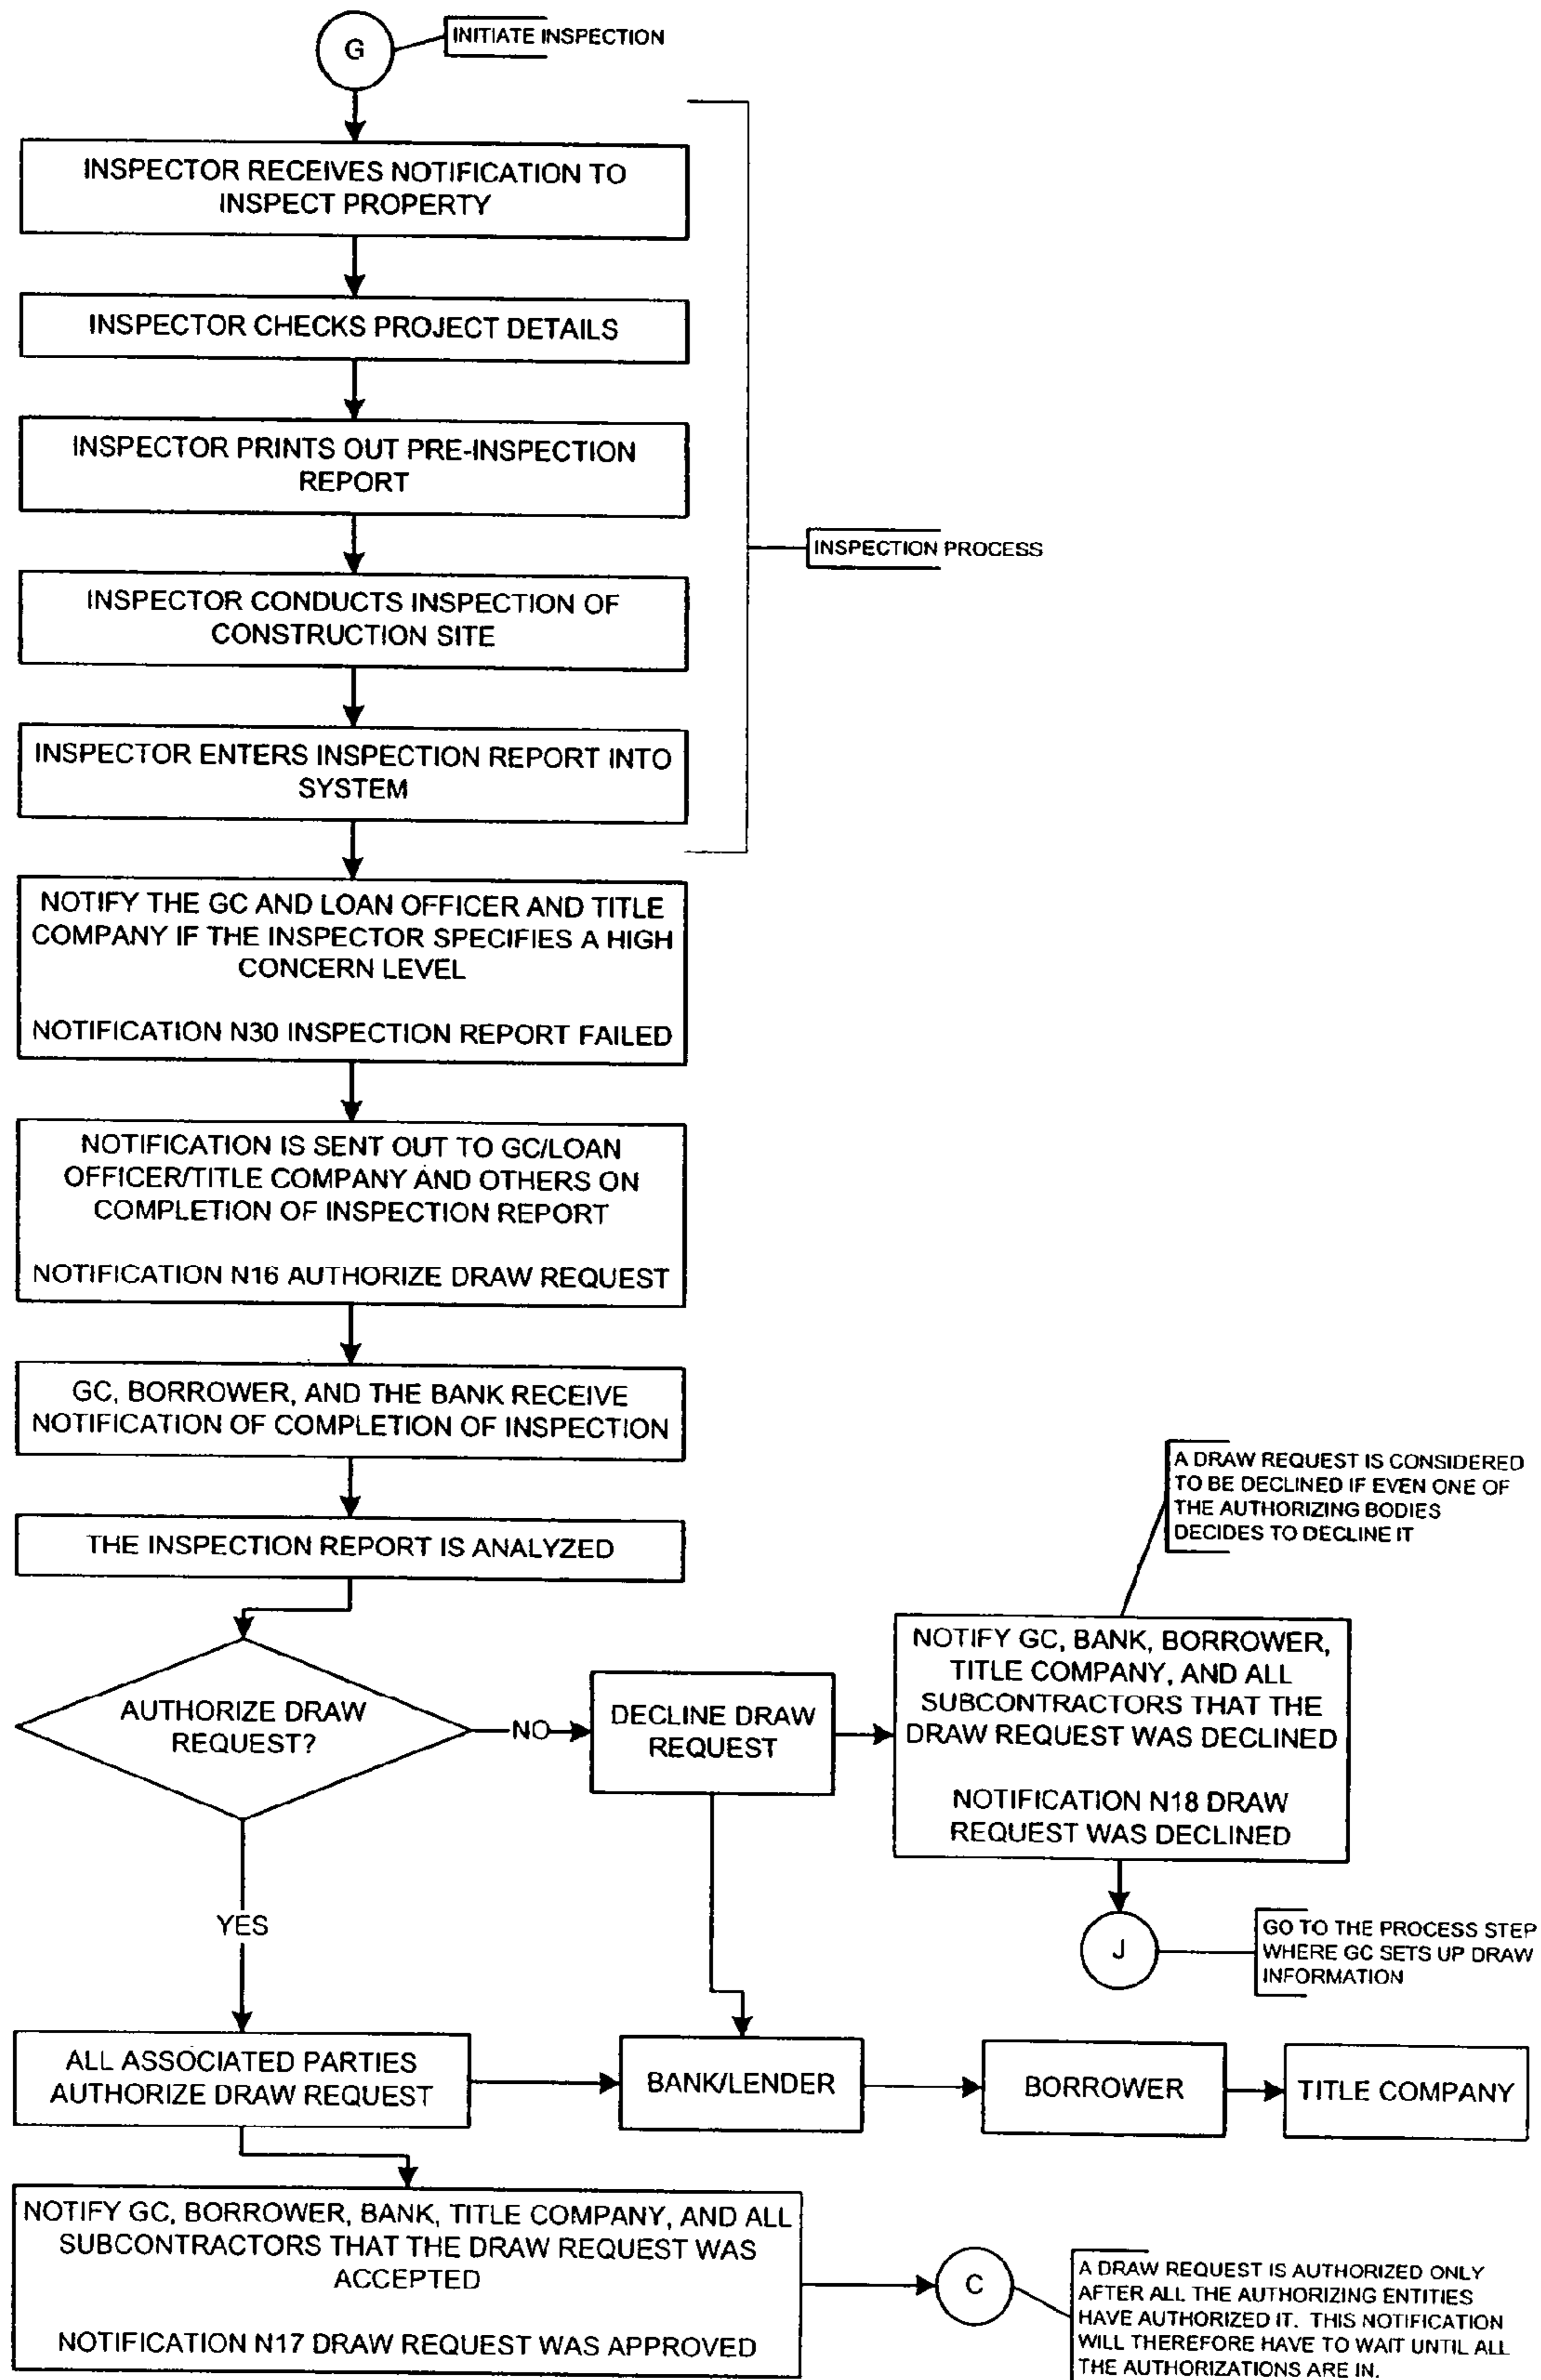 G
INITIATE INSPECTION
INSPECTOR RECEIVES NOTIFICATION TO
INSPECT PROPERTY
INSPECTOR CHECKS PROJECT DETAILS
INSPECTOR PRINTS OUT PRE-INSPECTION
REPORT
INSPECTION PROCESS
INSPECTOR CONDUCTS INSPECTION OF
CONSTRUCTION SITE
INSPECTOR ENTERS INSPECTION REPORT INTO
SYSTEM
NOTIFY THE GC AND LOAN OFFICER AND TITLE
COMPANY IF THE INSPECTOR SPECIFIES A HIGH
CONCERN LEVEL
NOTIFICATION N30 INSPECTION REPORT FAILED
NOTIFICATION IS SENT OUT TO GC/LOAN
OFFICER/TITLE COMPANY AND OTHERS ON
COMPLETION OF INSPECTION REPORT
NOTIFICATION N16 AUTHORIZE DRAW REQUEST
GC, BORROWER, AND THE BANK RECEIVE
NOTIFICATION OF COMPLETION OF INSPECTION
THE INSPECTION REPORT IS ANALYZED
A DRAW REQUEST IS CONSIDERED
TO BE DECLINED IF EVEN ONE OF
THE AUTHORIZING BODIES
DECIDES TO DECLINE IT
AUTHORIZE DRAW
REQUEST?
NO
DECLINE DRAW
REQUEST
NOTIFY GC, BANK, BORROWER,
TITLE COMPANY, AND ALL
SUBCONTRACTORS THAT THE
DRAW REQUEST WAS DECLINED
NOTIFICATION N18 DRAW
REQUEST WAS DECLINED
YES
J
GO TO THE PROCESS STEP
WHERE GC SETS UP DRAW
INFORMATION
ALL ASSOCIATED PARTIES
AUTHORIZE DRAW REQUEST
BANK/LENDER
BORROWER
TITLE COMPANY
NOTIFY GC, BORROWER, BANK, TITLE COMPANY, AND ALL
SUBCONTRACTORS THAT THE DRAW REQUEST WAS
ACCEPTED
NOTIFICATION N17 DRAW REQUEST WAS APPROVED
C
A DRAW REQUEST IS AUTHORIZED ONLY
AFTER ALL THE AUTHORIZING ENTITIES
HAVE AUTHORIZED IT. THIS NOTIFICATION
WILL THEREFORE HAVE TO WAIT UNTIL ALL
THE AUTHORIZATIONS ARE IN.